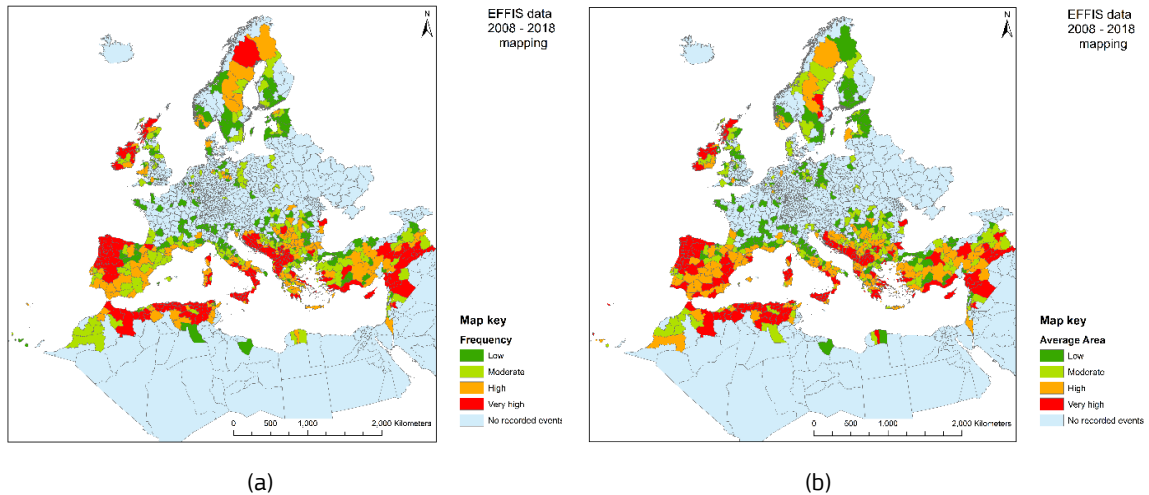 N
EFFIS data
2008 - 2018
mapping
Map key
Frequency
Low
Moderate
High
Very high
No recorded events
0 500 1,000 2,000 Kilometers
(a)
N
EFFIS data
2008 - 2018
mapping
Map key
Average Area
Low
Moderate
High
Very high
No recorded events
0 500 1,000 2,000 Kilometers
(b)